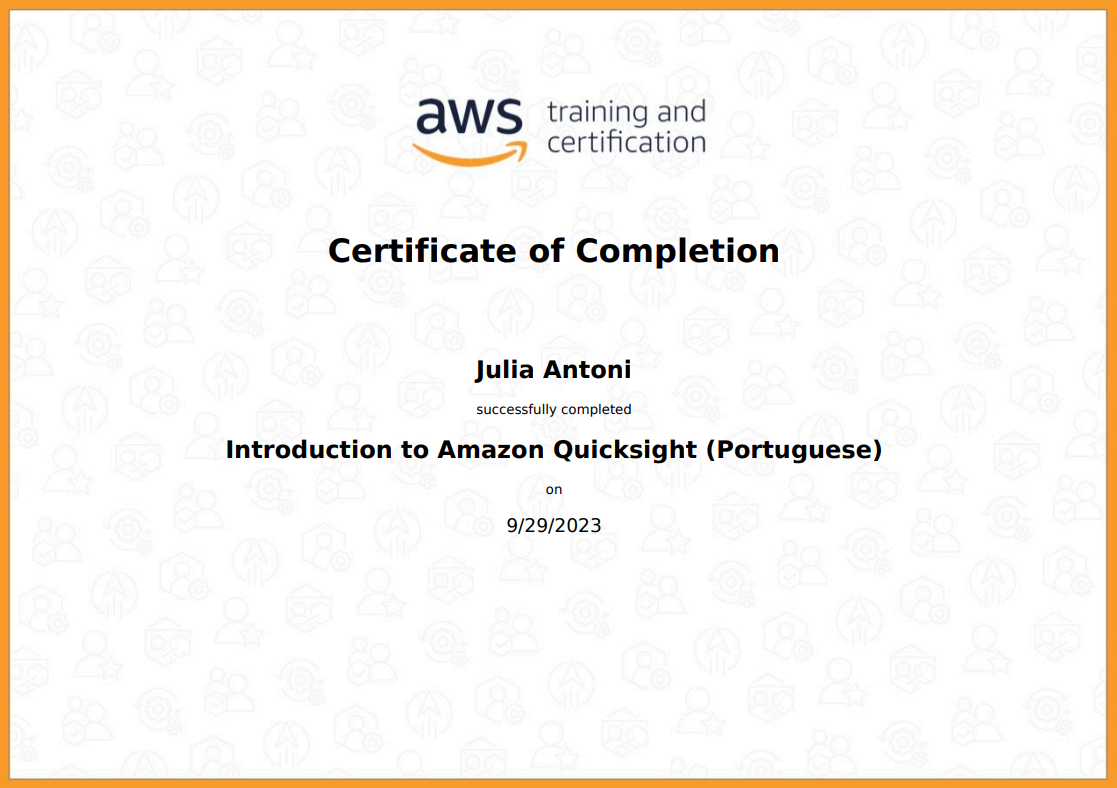 aws training and
certification
Certificate of Completion
Julia Antoni
successfully completed
Introduction to Amazon Quicksight (Portuguese)
on
9/29/2023